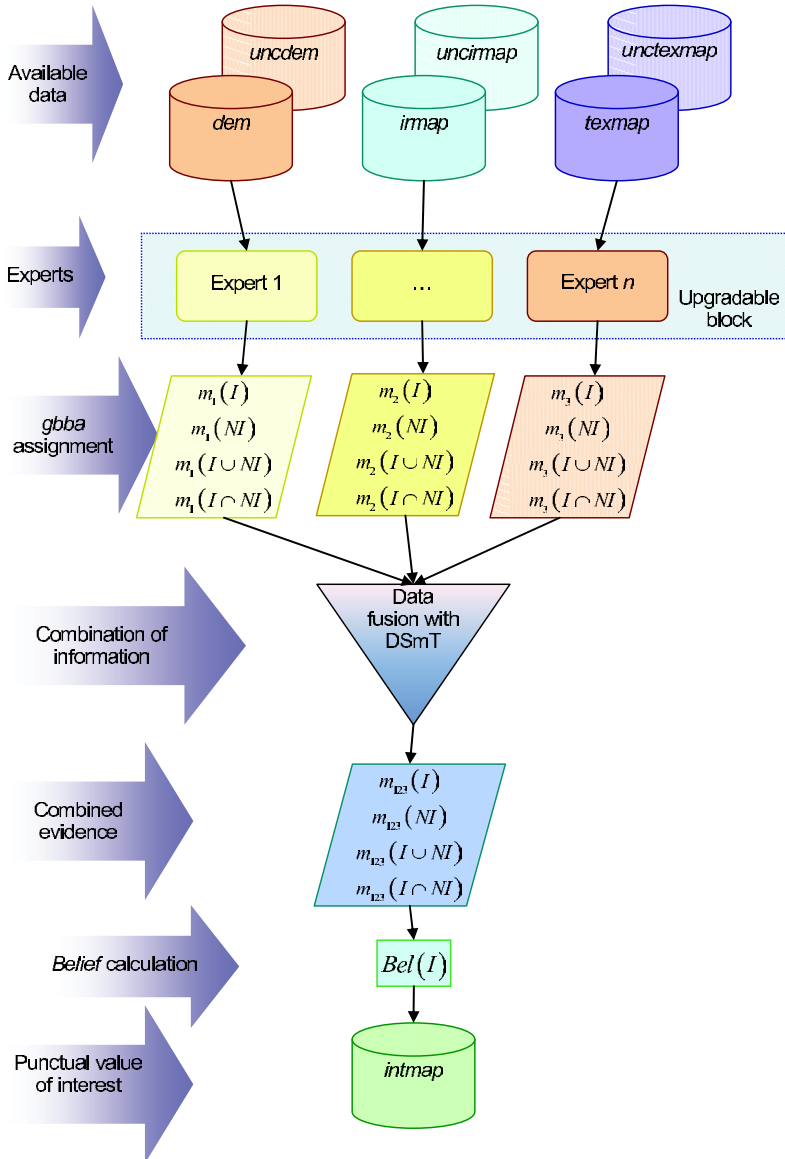 Available
data
uncdem
uncirmap
unctexmap
dem
irmap
texmap
Experts
Expert 1
...
Expert n
Upgradable
block
gbba
assignment
m₁(I)
m₁(NI)
m₁(I ∪ NI)
m₁(I ∩ NI)
m₂(I)
m₂(NI)
m₂(I ∪ NI)
m₂(I ∩ NI)
m₃(I)
m₃(NI)
m₃(I ∪ NI)
m₃(I ∩ NI)
Combination of
information
Data
fusion with
DSmT
Combined
evidence
m₁₂₃(I)
m₁₂₃(NI)
m₁₂₃(I ∪ NI)
m₁₂₃(I ∩ NI)
Belief calculation
Bel(I)
Punctual value
of interest
intmap